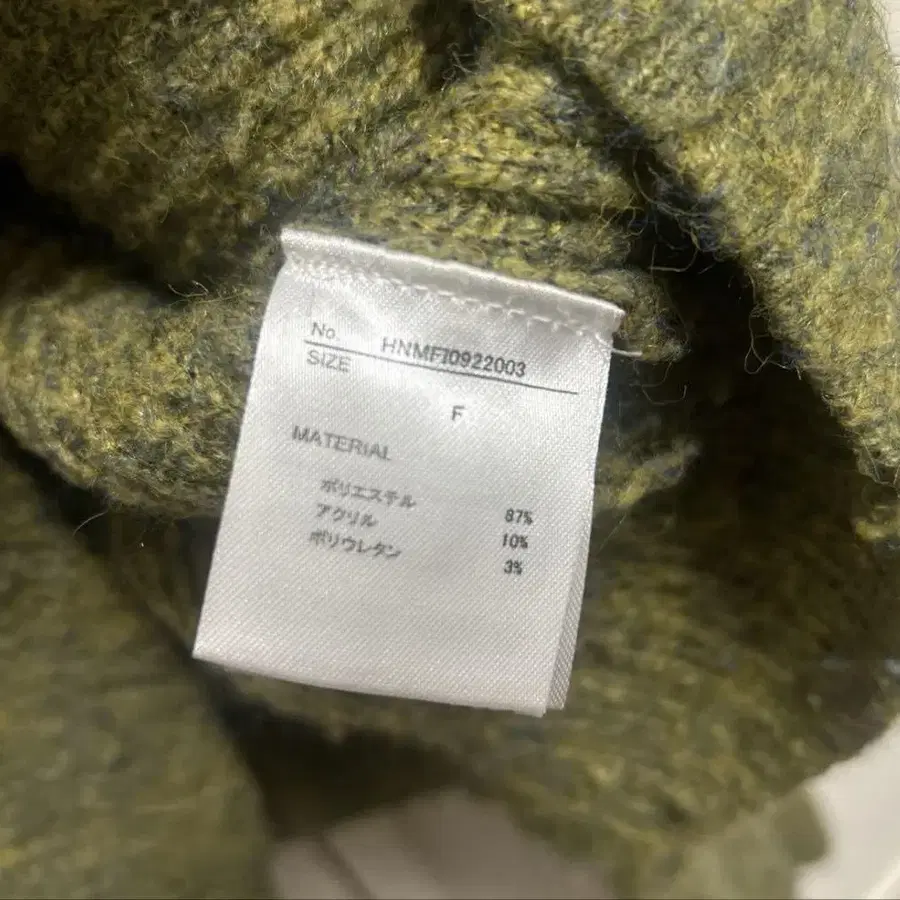 No. HNMFI0922003
SIZE
F
MATERIAL
ポリエステル 87%
アクリル 10%
ポリウレタン 3%